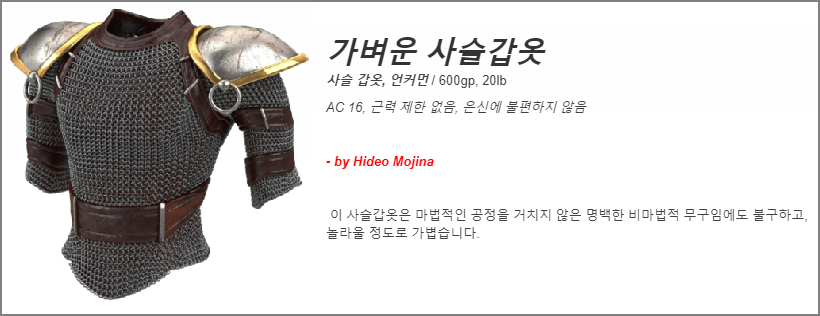 가벼운 사슬갑옷
사슬 갑옷, 언커먼 / 600gp, 20lb
AC 16, 근력 제한 없음, 은신에 불편하지 않음
- by Hideo Mojina
이 사슬갑옷은 마법적인 공정을 거치지 않은 명백한 비마법적 무구임에도 불구하고,
놀라울 정도로 가볍습니다.